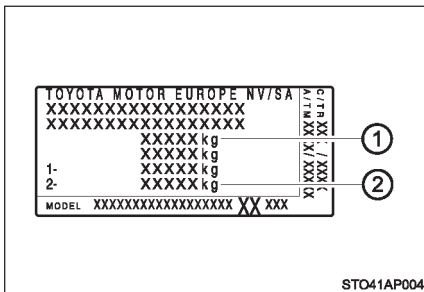 TOYOTA MOTOR EUROPE NV/SA
XXXXXXXXXXXXXXXXX
XXXXXXXXXXXXXXXXX
XXXXX kg
XXXXX kg
1- XXXXX kg
2- XXXXX kg
MODEL XXXXXXXXXXXXXXXXX XX XXX
1
2
STO41AP004